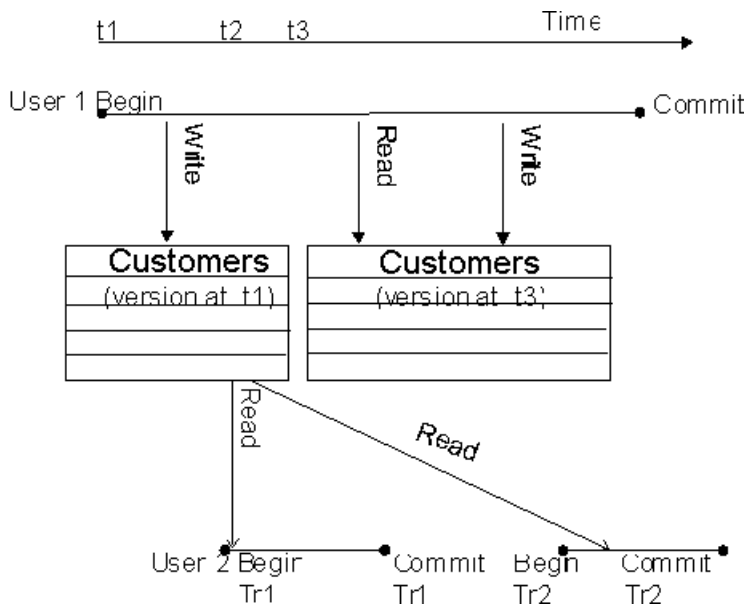 t1 t2 t3 Time
User 1 Begin Commit
Write Read Write
Customers Customers
(version at t1) (version at t3)
Read Read
User 2 Begin Commit Begin Commit
Tr1 Tr1 Tr2 Tr2